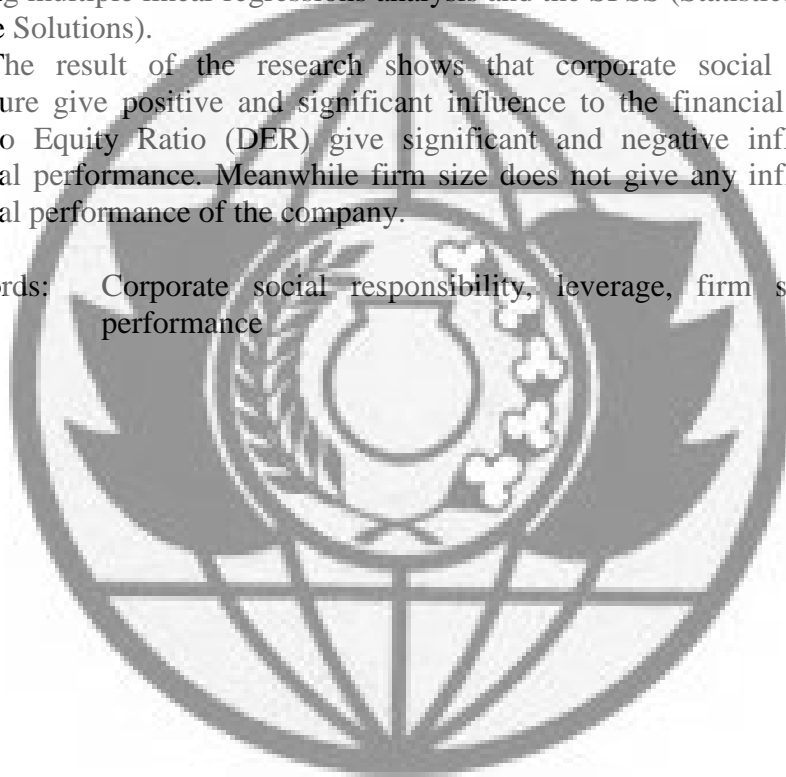 g multiple linear regressions analysis and the SPSS (Statistic
e Solutions).
The result of the research shows that corporate social
ure give positive and significant influence to the financial
o Equity Ratio (DER) give significant and negative inf
al performance. Meanwhile firm size does not give any inf
al performance of the company.
rds: Corporate social responsibility, leverage, firm s
performance